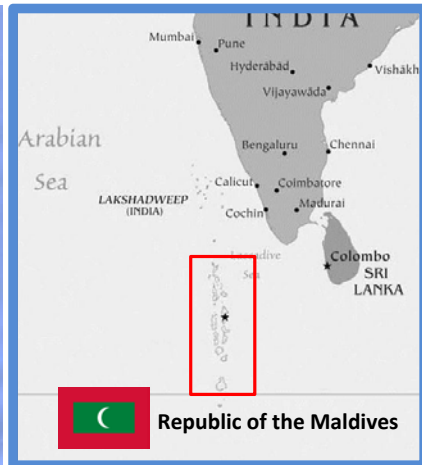 INDIA
Mumbai
Pune
Hyderābād
Vishākh
Vijayawāda
Arabian
Sea
Bengaluru
Chennai
LAKSHADWEEP
(INDIA)
Calicut
Coimbatore
Cochin
Madurai
Laccadive
Sea
Colombo
SRI
LANKA
Republic of the Maldives